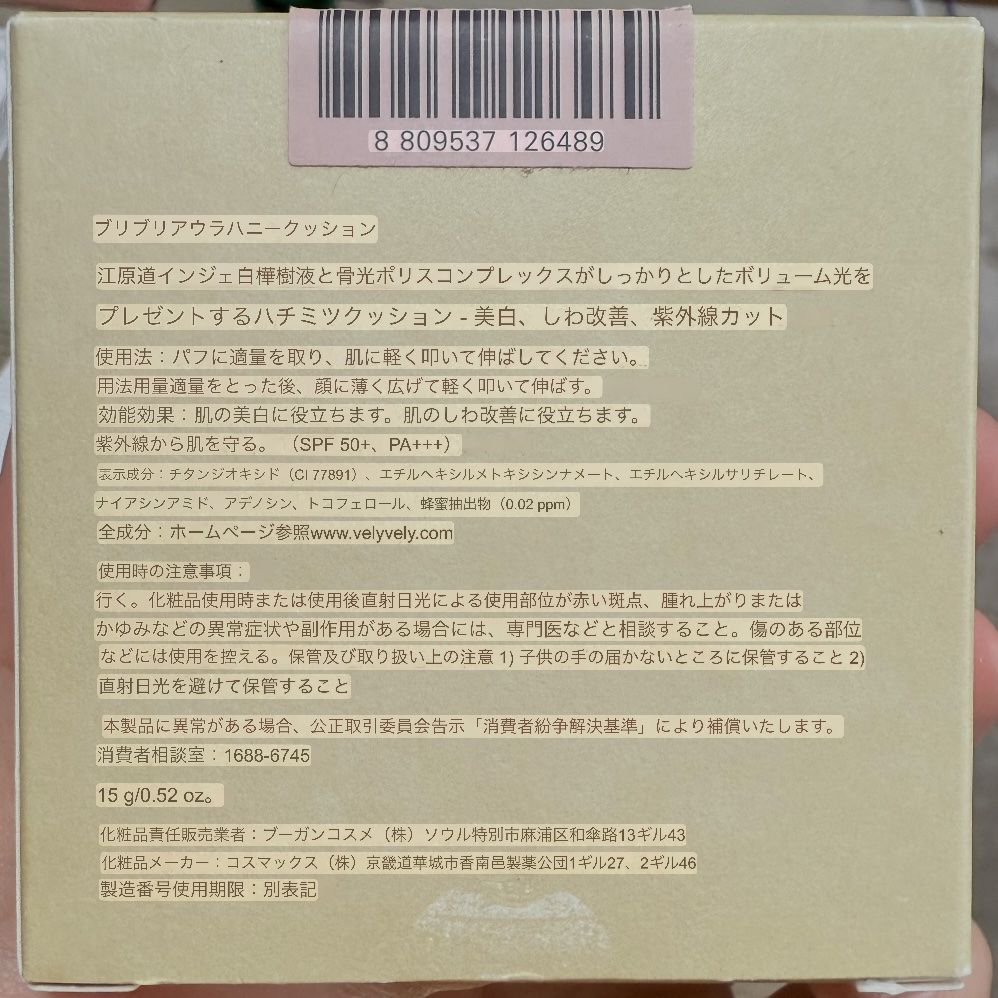 8 809537 126489
ブリブリアウラハニークッション
江原道インジェ白樺樹液と骨光ポリスコンプレックスがしっかりとしたボリューム光を
プレゼントするハチミツクッション - 美白、しわ改善、紫外線カット
使用法：パフに適量を取り、肌に軽く叩いて伸ばしてください。
用法用量適量をとった後、顔に薄く広げて軽く叩いて伸ばす。
効能効果：肌の美白に役立ちます。肌のしわ改善に役立ちます。
紫外線から肌を守る。（SPF 50+、PA+++）
表示成分：チタンジオキシド（CI 77891）、エチルヘキシルメトキシシンナメート、エチルヘキシルサリチレート、
ナイアシンアミド、アデノシン、トコフェロール、蜂蜜抽出物（0.02 ppm）
全成分：ホームページ参照www.velyvely.com
使用時の注意事項：
行く。化粧品使用時または使用後直射日光による使用部位が赤い斑点、腫れ上がりまたは
かゆみなどの異常症状や副作用がある場合には、専門医などと相談すること。傷のある部位
などには使用を控える。保管及び取り扱い上の注意 1) 子供の手の届かないところに保管すること 2)
直射日光を避けて保管すること
本製品に異常がある場合、公正取引委員会告示「消費者紛争解決基準」により補償いたします。
消費者相談室：1688-6745
15 g/0.52 oz。
化粧品責任販売業者：ブーガンコスメ（株）ソウル特別市麻浦区和傘路13ギル43
化粧品メーカー：コスマックス（株）京畿道華城市香南邑製薬公団1ギル27、2ギル46
製造番号使用期限：別表記